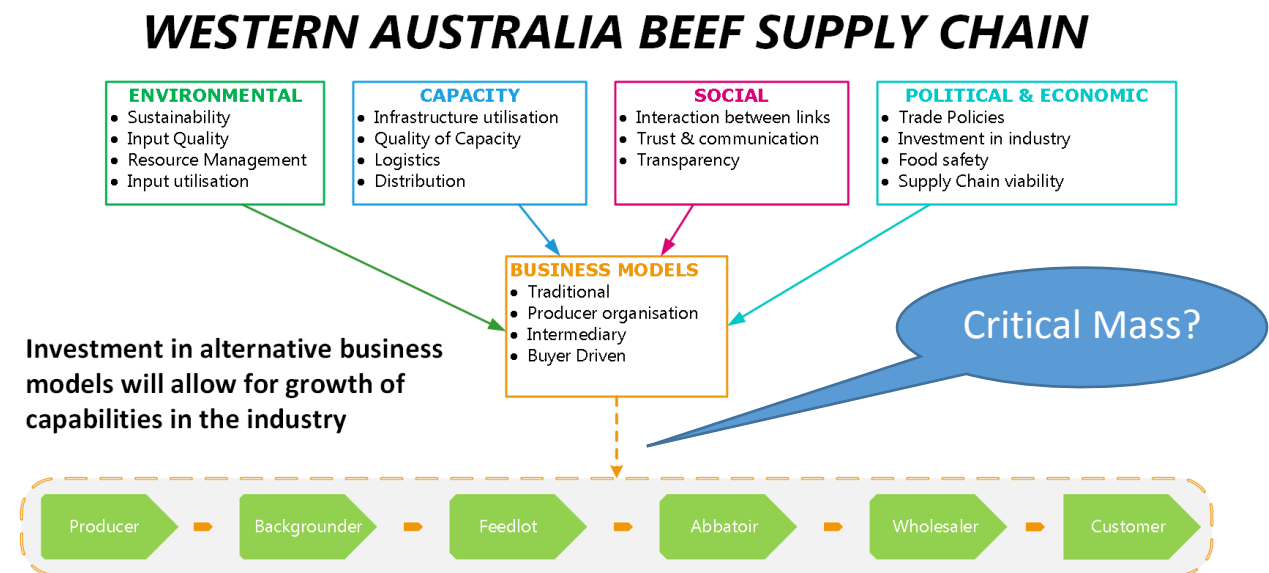 WESTERN AUSTRALIA BEEF SUPPLY CHAIN
ENVIRONMENTAL
• Sustainability
• Input Quality
• Resource Management
• Input utilisation
CAPACITY
• Infrastructure utilisation
• Quality of Capacity
• Logistics
• Distribution
SOCIAL
• Interaction between links
• Trust & communication
• Transparency
POLITICAL & ECONOMIC
• Trade Policies
• Investment in industry
• Food safety
• Supply Chain viability
BUSINESS MODELS
• Traditional
• Producer organisation
• Intermediary
• Buyer Driven
Critical Mass?
Investment in alternative business
models will allow for growth of
capabilities in the industry
Producer
Backgrounder
Feedlot
Abbatoir
Wholesaler
Customer